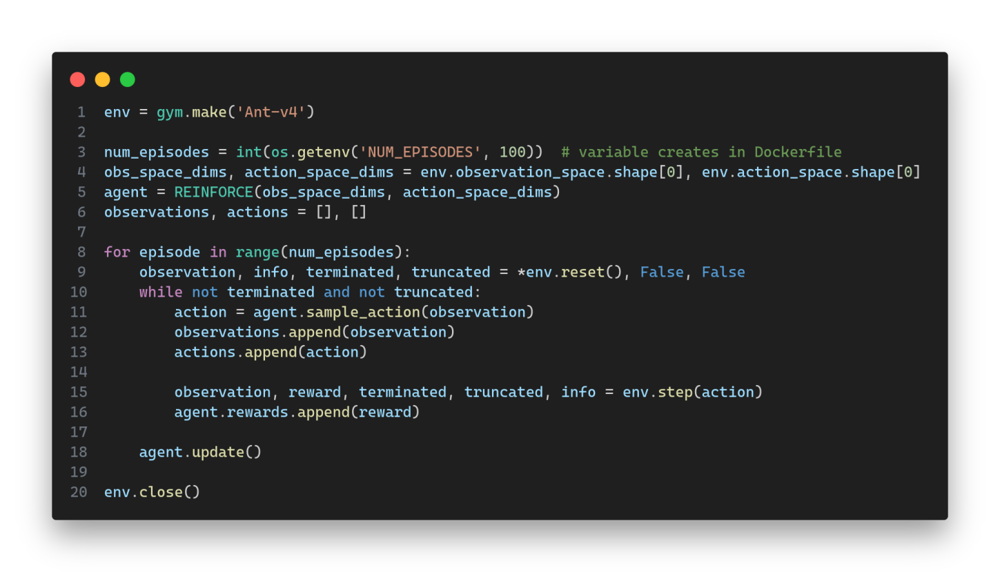 1 env = gym.make('Ant-v4')
2
3 num_episodes = int(os.getenv('NUM_EPISODES', 100))  # variable creates in Dockerfile
4 obs_space_dims, action_space_dims = env.observation_space.shape[0], env.action_space.shape[0]
5 agent = REINFORCE(obs_space_dims, action_space_dims)
6 observations, actions = [], []
7
8 for episode in range(num_episodes):
9     observation, info, terminated, truncated = *env.reset(), False, False
10     while not terminated and not truncated:
11         action = agent.sample_action(observation)
12         observations.append(observation)
13         actions.append(action)
14
15         observation, reward, terminated, truncated, info = env.step(action)
16         agent.rewards.append(reward)
17
18     agent.update()
19
20 env.close()